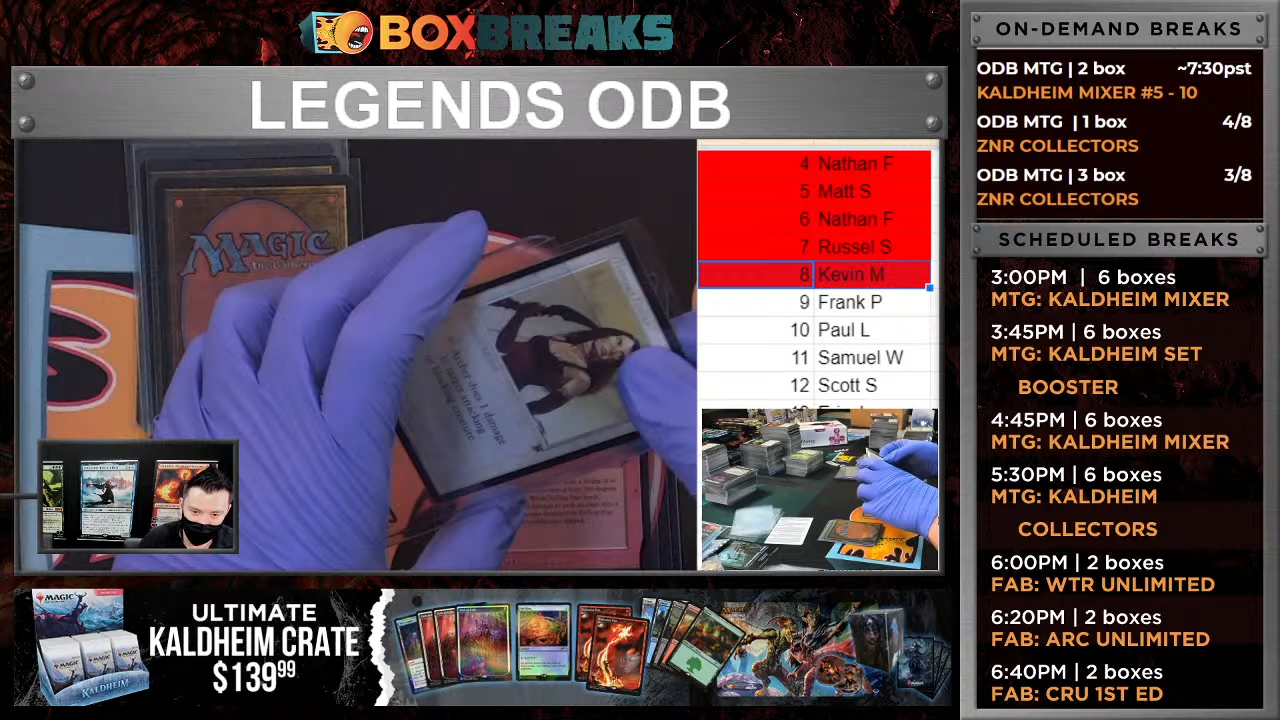 BOXBREAKS
LEGENDS ODB
MAGIC
4 Nathan F
5 Matt S
6 Nathan F
7 Russel S
8 Kevin M
9 Frank P
10 Paul L
11 Samuel W
12 Scott S
ULTIMATE
KALDHEIM CRATE
$139.99
MAGIC
KALDHEIM
ON-DEMAND BREAKS
ODB MTG | 2 box ~7:30pst
KALDHEIM MIXER #5 - 10
ODB MTG | 1 box 4/8
ZNR COLLECTORS
ODB MTG | 3 box 3/8
ZNR COLLECTORS
SCHEDULED BREAKS
3:00PM | 6 boxes
MTG: KALDHEIM MIXER
3:45PM | 6 boxes
MTG: KALDHEIM SET
BOOSTER
4:45PM | 6 boxes
MTG: KALDHEIM MIXER
5:30PM | 6 boxes
MTG: KALDHEIM
COLLECTORS
6:00PM | 2 boxes
FAB: WTR UNLIMITED
6:20PM | 2 boxes
FAB: ARC UNLIMITED
6:40PM | 2 boxes
FAB: CRU 1ST ED